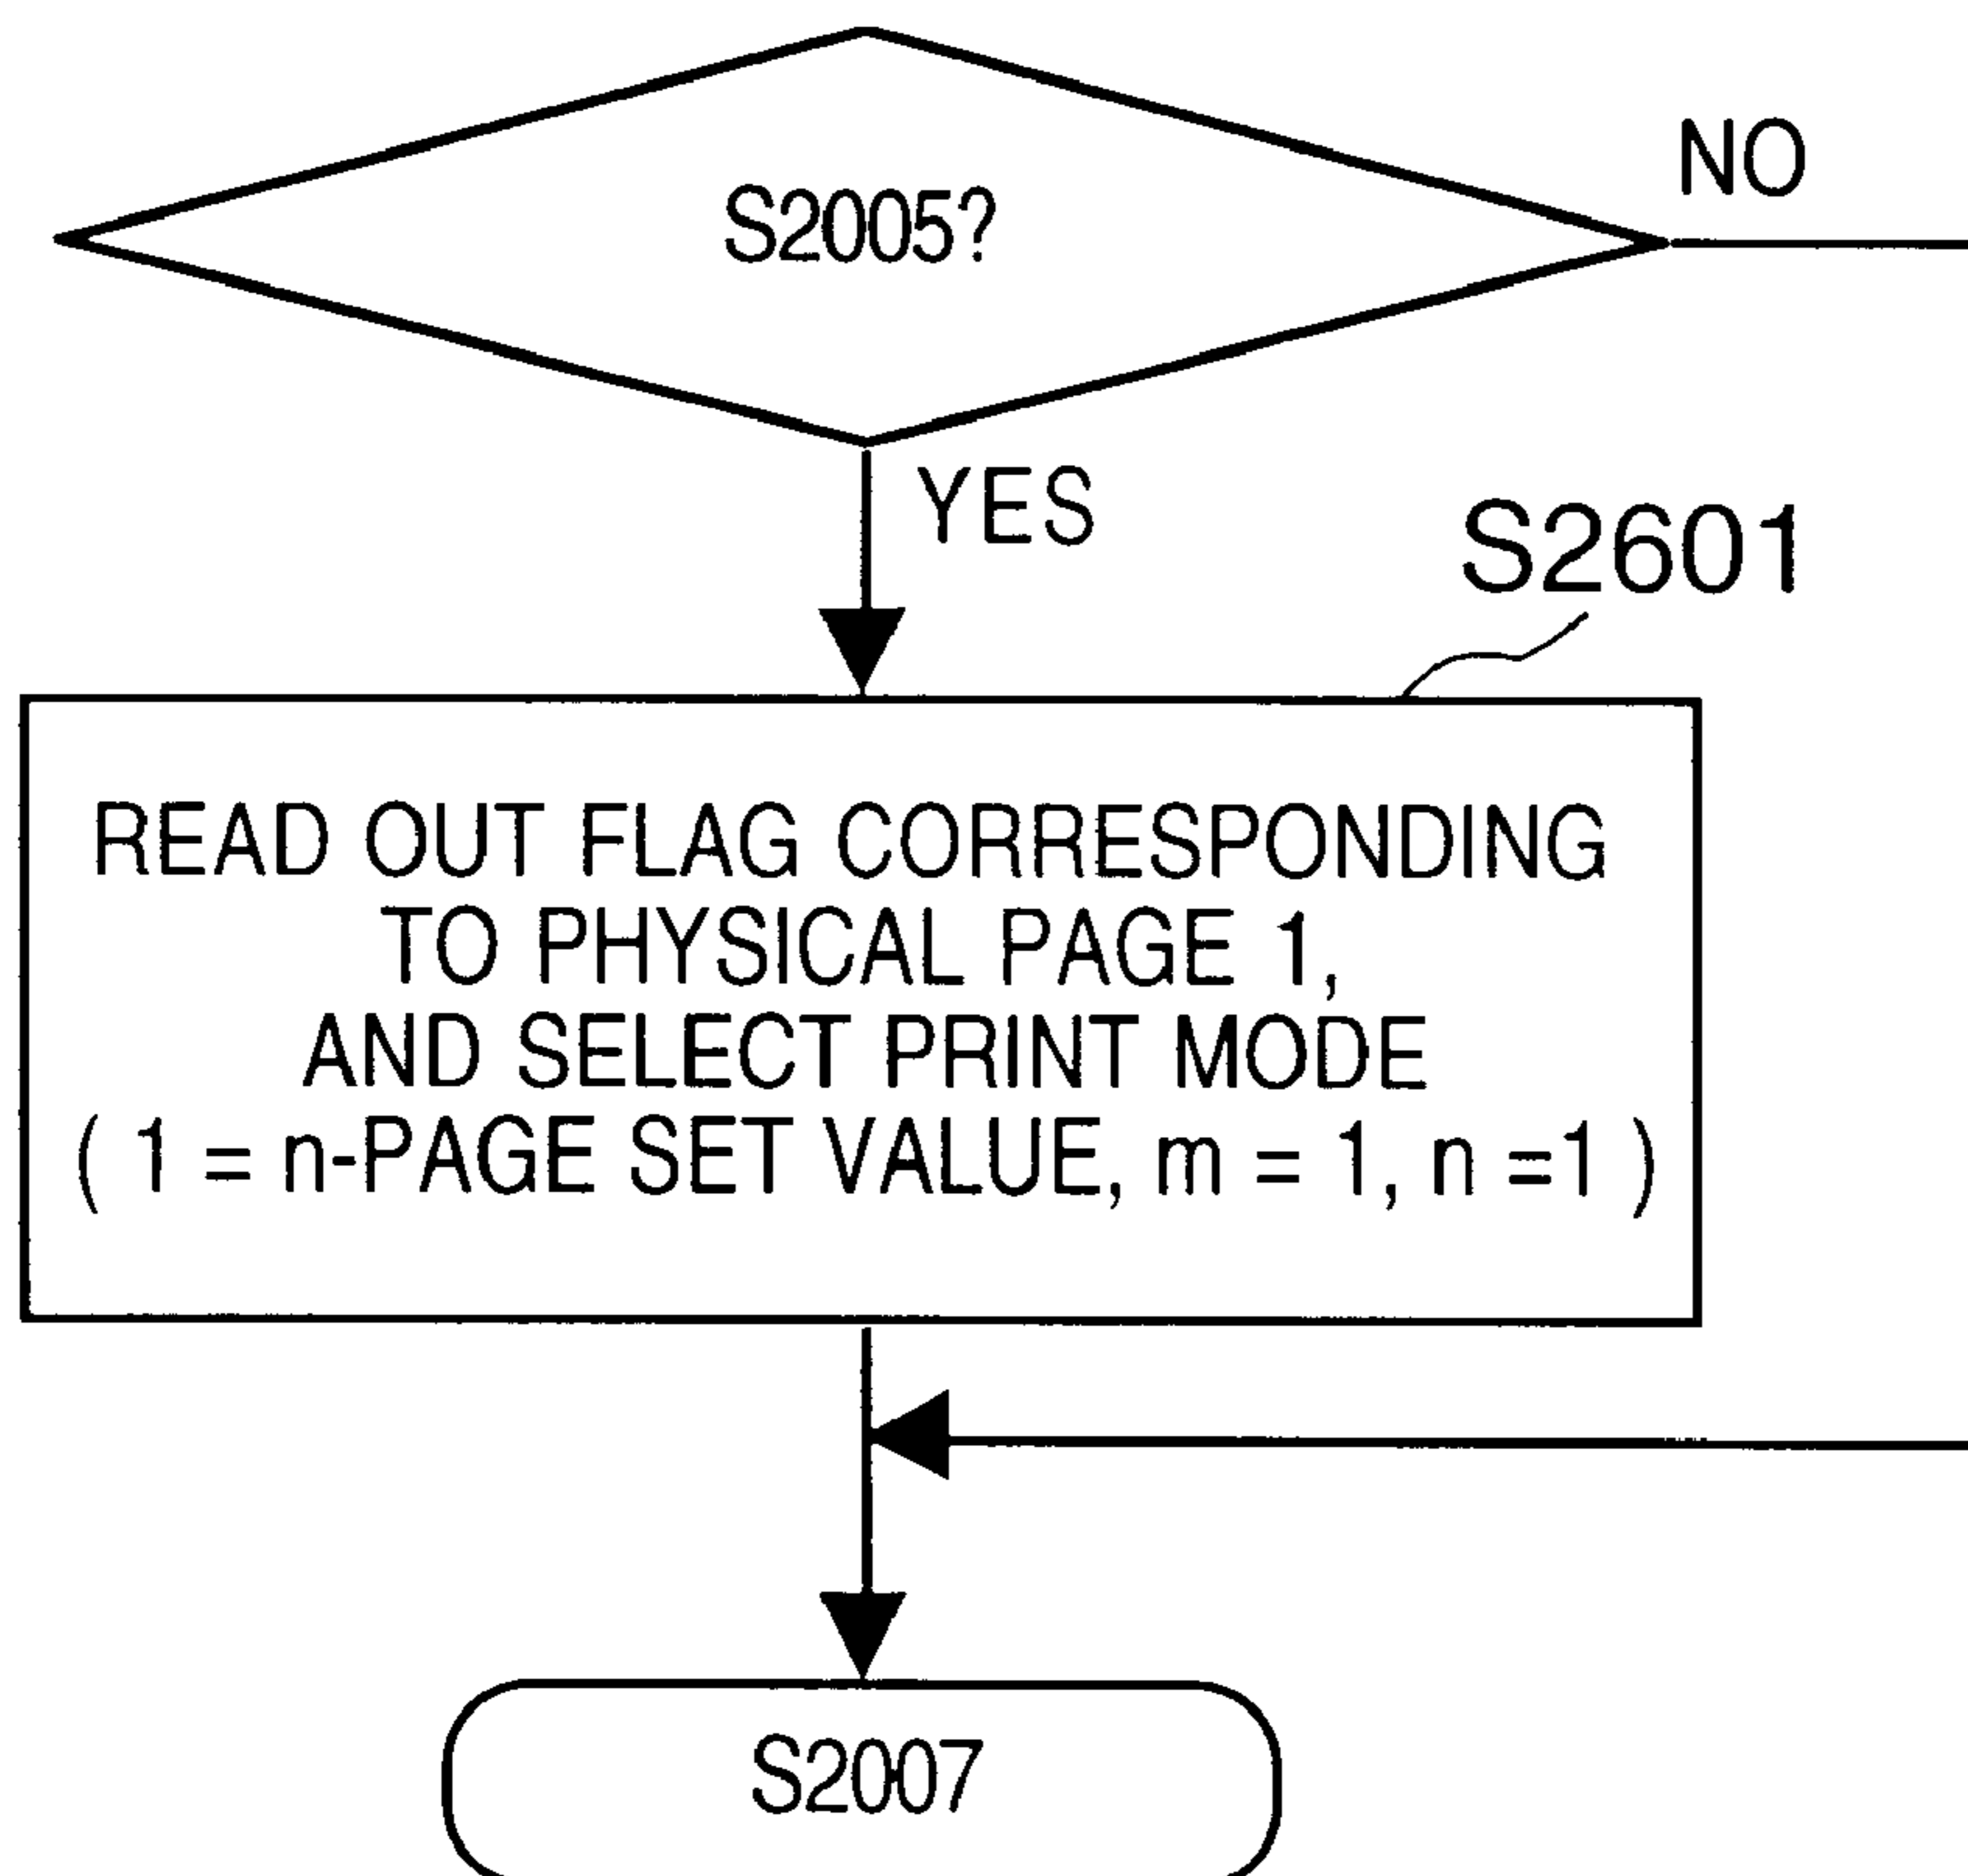 S2005?
NO
YES
S2601
READ OUT FLAG CORRESPONDING
TO PHYSICAL PAGE 1,
AND SELECT PRINT MODE
( 1 = n-PAGE SET VALUE, m = 1, n =1 )
S2007